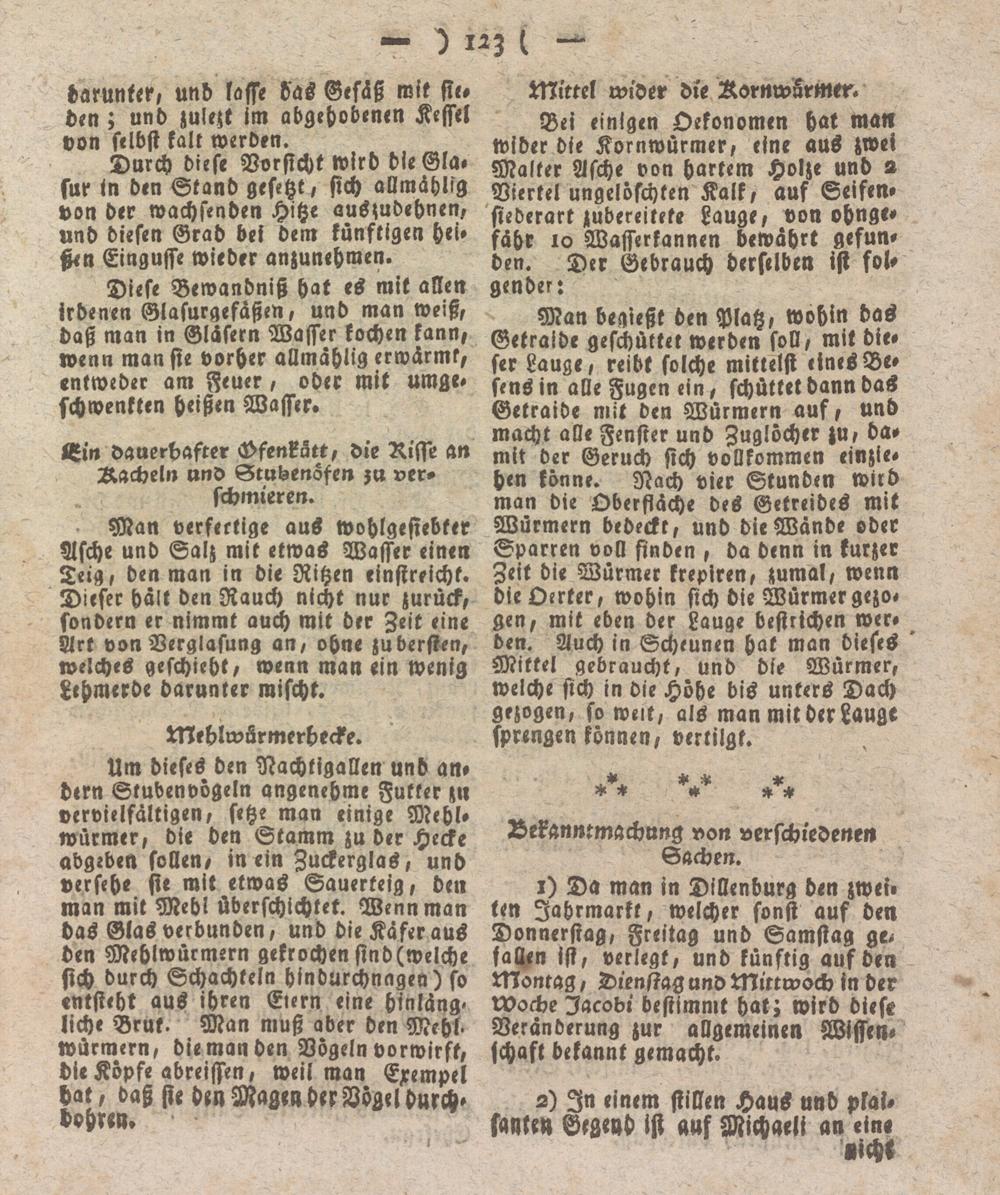 — ) 123 ( —
darunter, und lasse das Gefäß mit sie-
den; und zulezt im abgehobenen Kessel
von selbst kalt werden.
Durch diese Vorsicht wird die Gla-
sur in den Stand gesetzt, sich allmählig
von der wachsenden Hitze auszudehnen,
und diesen Grad bei dem künftigen hei-
ßen Eingusse wieder anzunehmen.
Diese Bewandniß hat es mit allen
irdenen Glasurgefäßen, und man weiß,
daß man in Gläsern Wasser kochen kann,
wenn man sie vorher allmählig erwärmt,
entweder am Feuer, oder mit umge-
schwenkten heißen Wasser.
Ein dauerhafter Ofenkütt, die Risse an
Kacheln und Stubenöfen zu ver-
schmieren.
Man verfertige aus wohlgesiebter
Asche und Salz mit etwas Wasser einen
Teig, den man in die Ritzen einstreicht.
Dieser hält den Rauch nicht nur zurück,
sondern er nimmt auch mit der Zeit eine
Art von Verglasung an, ohne zu bersten,
welches geschieht, wenn man ein wenig
Lehmerde darunter mischt.
Mehlwürmerhecke.
Um dieses den Nachtigallen und an-
dern Stubenvögeln angenehme Futter zu
vervielfältigen, setze man einige Mehl-
würmer, die den Stamm zu der Hecke
abgeben sollen, in ein Zuckerglas, und
versehe sie mit etwas Sauerteig, den
man mit Mehl überschichtet. Wenn man
das Glas verbunden, und die Käfer aus
den Mehlwürmern gekrochen sind (welche
sich durch Schachteln hindurchnagen) so
entsteht aus ihren Eiern eine hinläng-
liche Brut. Man muß aber den Mehl-
würmern, die man den Vögeln vorwirft,
die Köpfe abreissen, weil man Exempel
hat, daß sie den Magen der Vögel durch-
bohren.
Mittel wider die Kornwürmer.
Bei einigen Oekonomen hat man
wider die Kornwürmer, eine aus zwei
Malter Asche von hartem Holze und 2
Viertel ungelöschten Kalk, auf Seifen-
siederart zubereitete Lauge, von ohnge-
fähr 10 Wasserkannen bewährt gefun-
den. Der Gebrauch derselben ist fol-
gender:
Man begießt den Platz, wohin das
Getraide geschüttet werden soll, mit die-
ser Lauge, reibt solche mittelst eines Be-
sens in alle Fugen ein, schüttet dann das
Getraide mit den Würmern auf, und
macht alle Fenster und Zuglöcher zu, da-
mit der Geruch sich vollkommen einzie-
hen könne. Nach vier Stunden wird
man die Oberfläche des Getreides mit
Würmern bedeckt, und die Wände oder
Sparren voll finden, da denn in kurzer
Zeit die Würmer krepiren, zumal, wenn
die Oerter, wohin sich die Würmer gezo-
gen, mit eben der Lauge bestrichen wer-
den. Auch in Scheunen hat man dieses
Mittel gebraucht, und die Würmer,
welche sich in die Höhe bis unters Dach
gezogen, so weit, als man mit der Lauge
sprengen können, vertilgt.
*** *** ***
Bekanntmachung von verschiedenen
Sachen.
1) Da man in Dillenburg den zwei-
ten Jahrmarkt, welcher sonst auf den
Donnerstag, Freitag und Samstag ge-
fallen ist, verlegt, und künftig auf den
Montag, Dienstag und Mittwoch in der
Woche Jacobi bestimmt hat; wird diese
Veränderung zur allgemeinen Wissen-
schaft bekannt gemacht.
2) In einem stillen Haus und plai-
santen Gegend ist auf Michaeli an eine
nicht